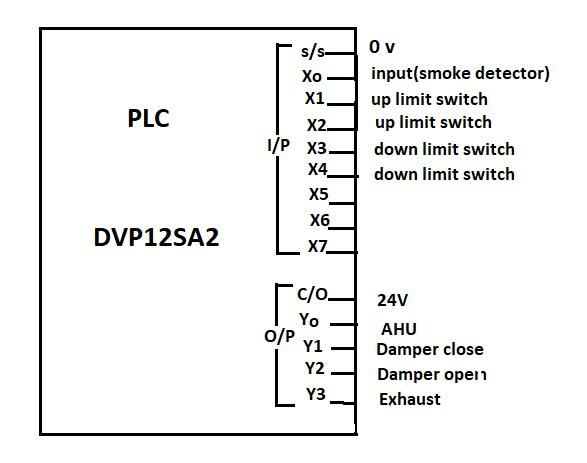 PLC
DVP12SA2
I/P
s/s 0 v
Xo input(smoke detector)
X1 up limit switch
X2 up limit switch
X3 down limit switch
X4 down limit switch
X5
X6
X7
O/P
C/O 24V
Yo AHU
Y1 Damper close
Y2 Damper open
Y3 Exhaust